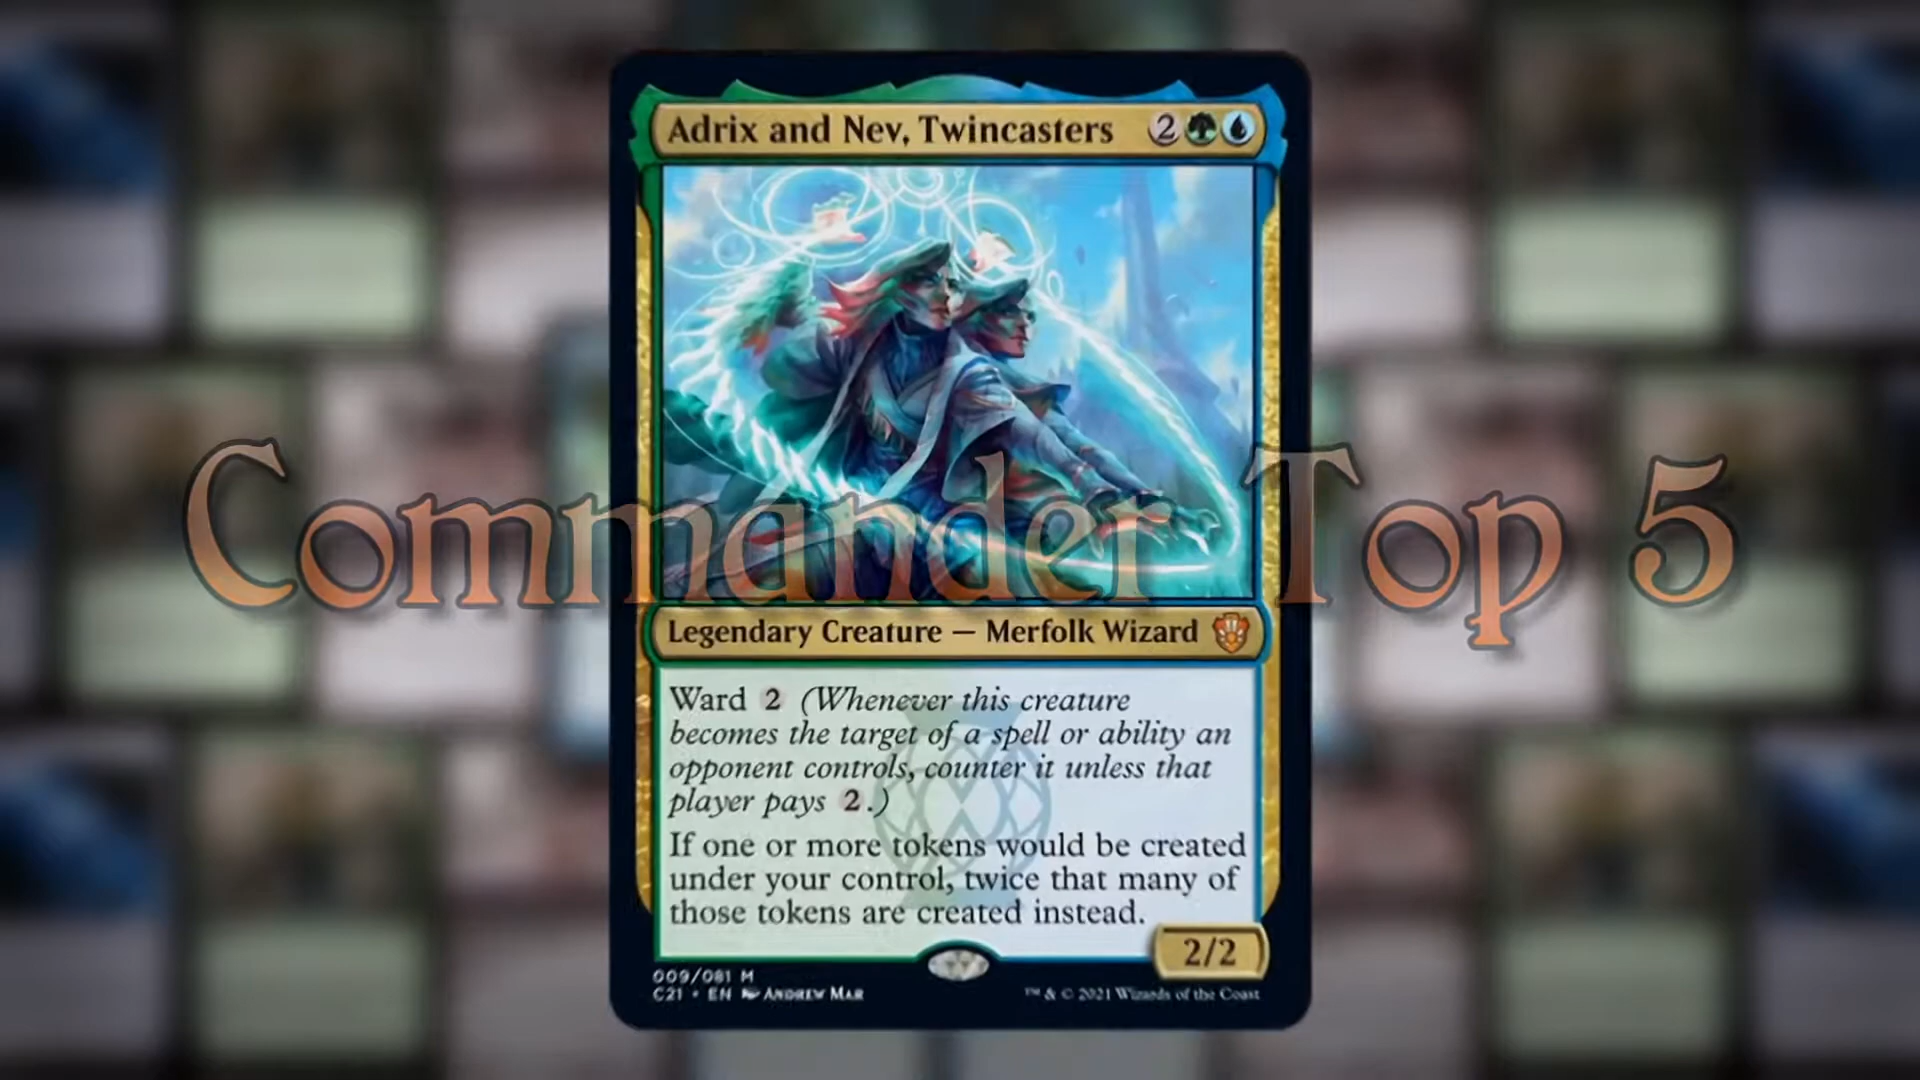 Adrix and Nev, Twincasters 2
Commander Top 5
Legendary Creature — Merfolk Wizard
Ward 2 (Whenever this creature
becomes the target of a spell or ability an
opponent controls, counter it unless that
player pays 2.)
If one or more tokens would be created
under your control, twice that many of
those tokens are created instead.
2/2
009/081 M
C21 • EN Andrew Mar
™ & © 2021 Wizards of the Coast